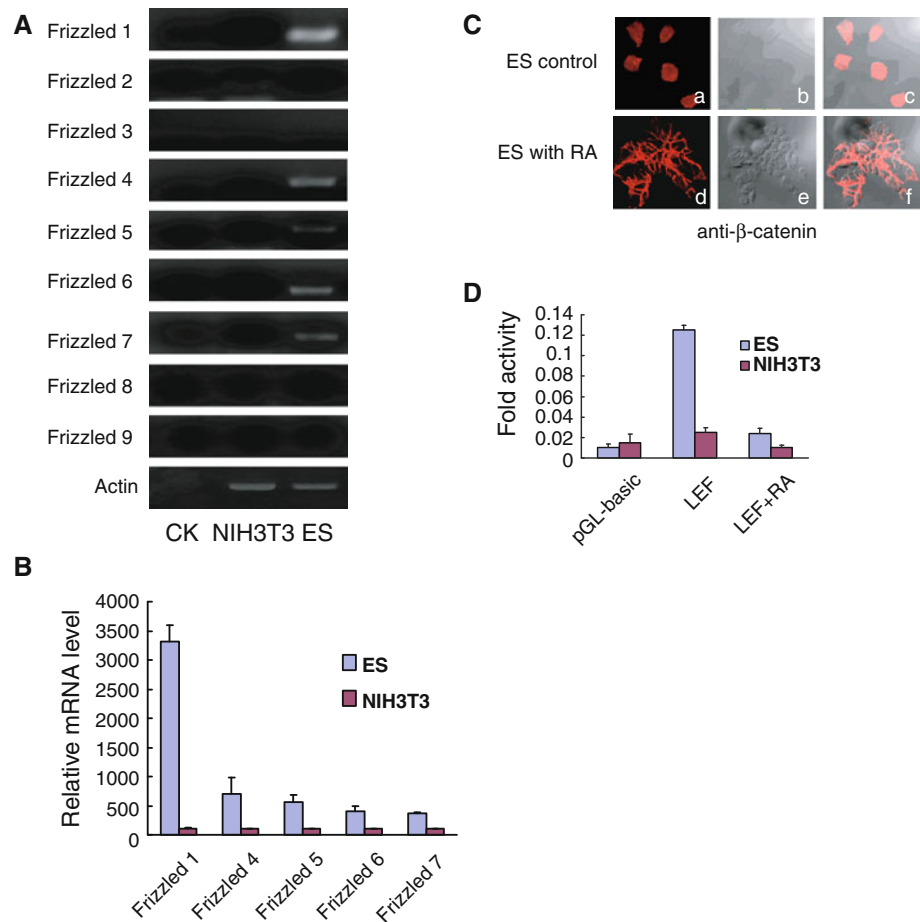 A
Frizzled 1
Frizzled 2
Frizzled 3
Frizzled 4
Frizzled 5
Frizzled 6
Frizzled 7
Frizzled 8
Frizzled 9
Actin
CK NIH3T3 ES
B
Relative mRNA level
4000
3500
3000
2500
2000
1500
1000
500
0
ES
NIH3T3
Frizzled 1
Frizzled 4
Frizzled 5
Frizzled 6
Frizzled 7
C
ES control
a
b
c
ES with RA
d
e
f
anti-β-catenin
D
Fold activity
0.14
0.12
0.1
0.08
0.06
0.04
0.02
0
ES
NIH3T3
pGL-basic
LEF
LEF+RA